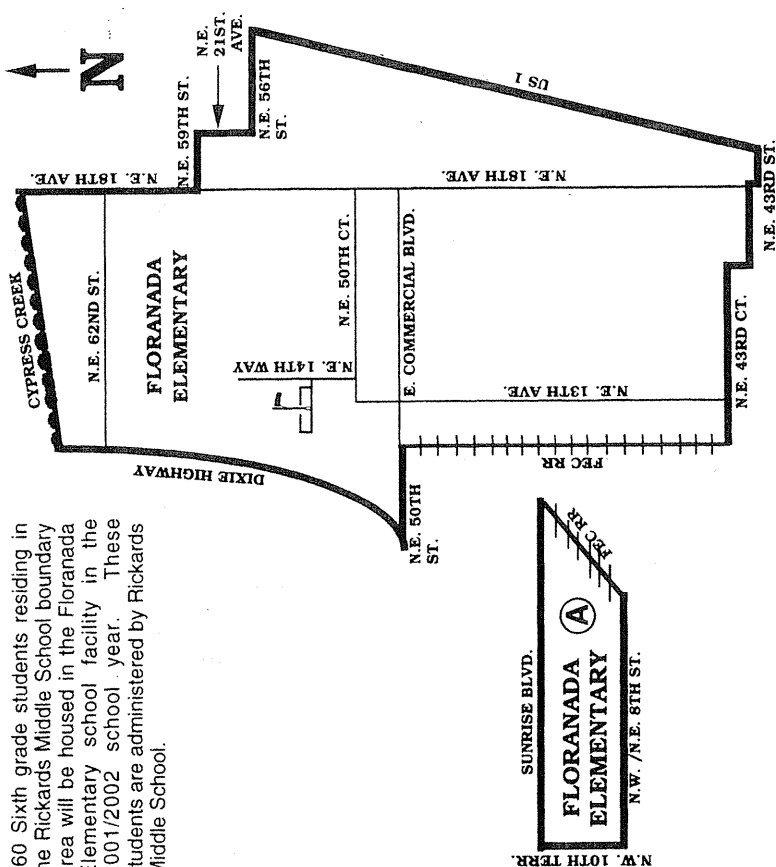 60 Sixth grade students residing in
he Rickards Middle School boundary
rea will be housed in the Floranada
Elementary school facility in the
001/2002 school year. These
tudents are administered by Rickards
Middle School.
N
CYPRESS CREEK
N.E. 18TH AVE.
N.E. 59TH ST.
N.E.
21ST.
AVE.
N.E. 56TH
ST.
N.E. 62ND ST.
FLORANADA
ELEMENTARY
DIXIE HIGHWAY
N.E. 14TH WAY
N.E. 50TH CT.
US 1
N.E. 18TH AVE.
E. COMMERCIAL BLVD.
N.E. 50TH
ST.
FEC RR
N.E. 13TH AVE.
N.E. 43RD CT.
N.E. 43RD ST.
SUNRISE BLVD.
FEC RR
FLORANADA
ELEMENTARY
A
N.W. /N.E. 8TH ST.
N.W. 10TH TERR.